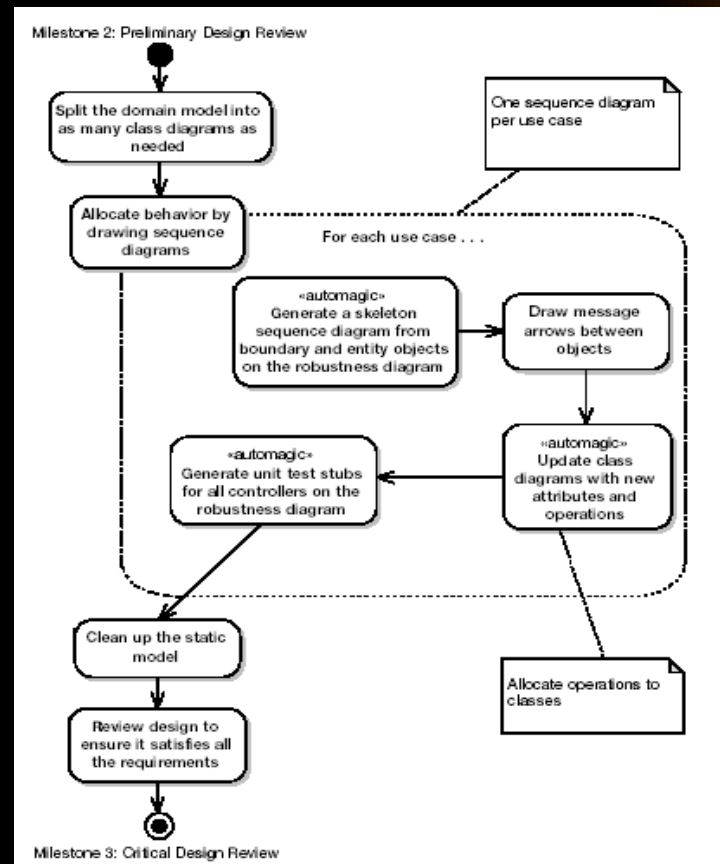 Milestone 2: Preliminary Design Review
Split the domain model into
as many class diagrams as
needed
One sequence diagram
per use case
Allocate behavior by
drawing sequence
diagrams
For each use case . . .
«automagic»
Generate a skeleton
sequence diagram from
boundary and entity objects
on the robustness diagram
Draw message
arrows between
objects
«automagic»
Update class
diagrams with new
attributes and
operations
«automagic»
Generate unit test stubs
for all controllers on the
robustness diagram
Clean up the static
model
Allocate operations to
classes
Review design to
ensure it satisfies all
the requirements
Milestone 3: Critical Design Review